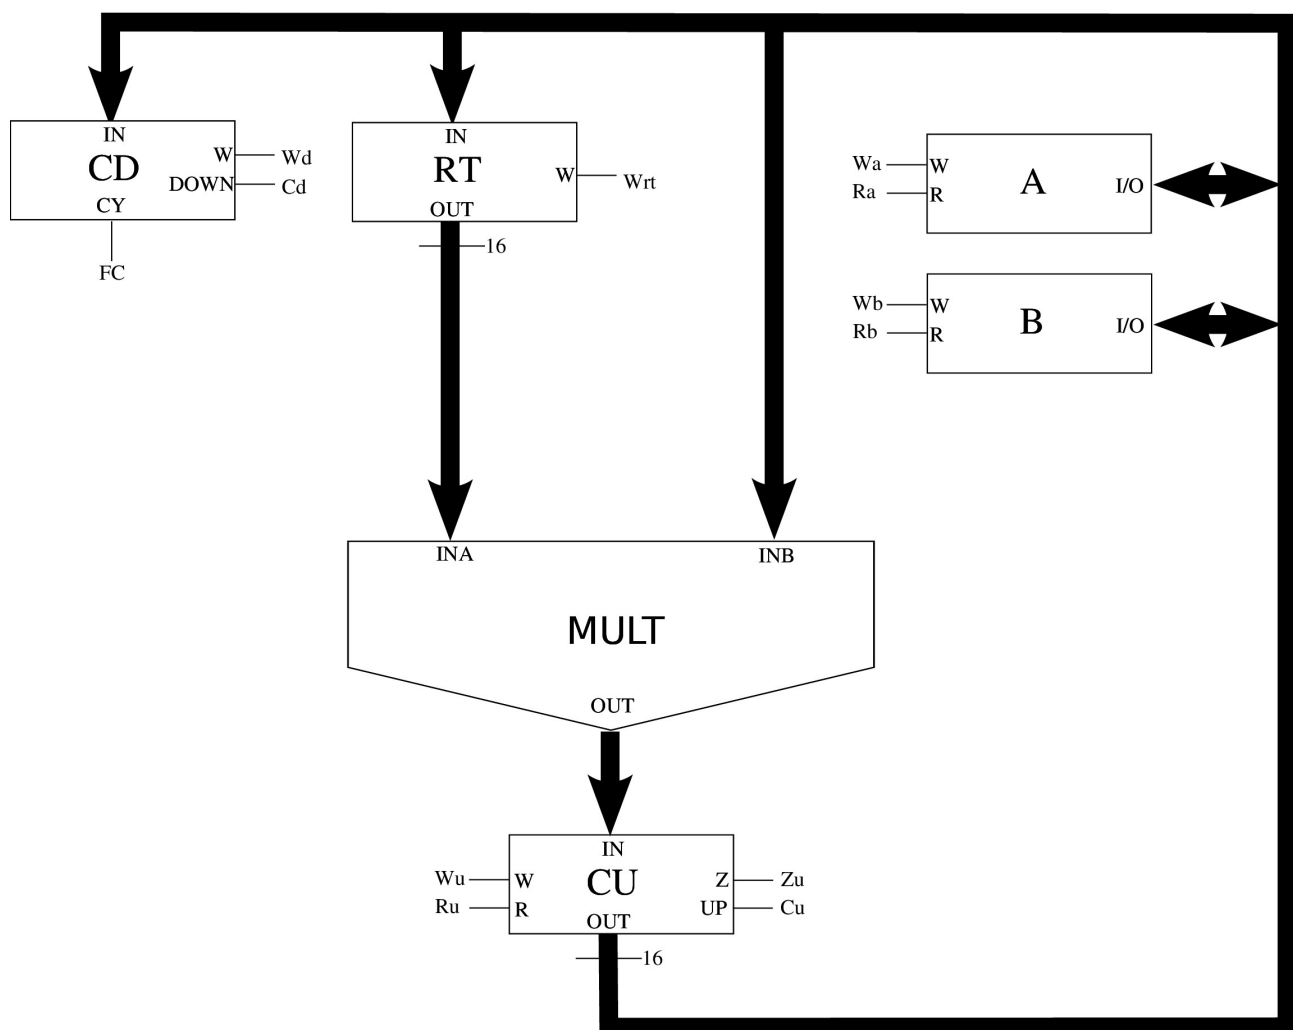 IN
CD
W Wd
DOWN Cd
CY
FC
IN
RT
W Wrt
OUT
16
Wa W
Ra R
A
I/O
Wb W
Rb R
B
I/O
INA
INB
MULT
OUT
IN
Wu W
CU
Z Zu
Ru R
UP Cu
OUT
16